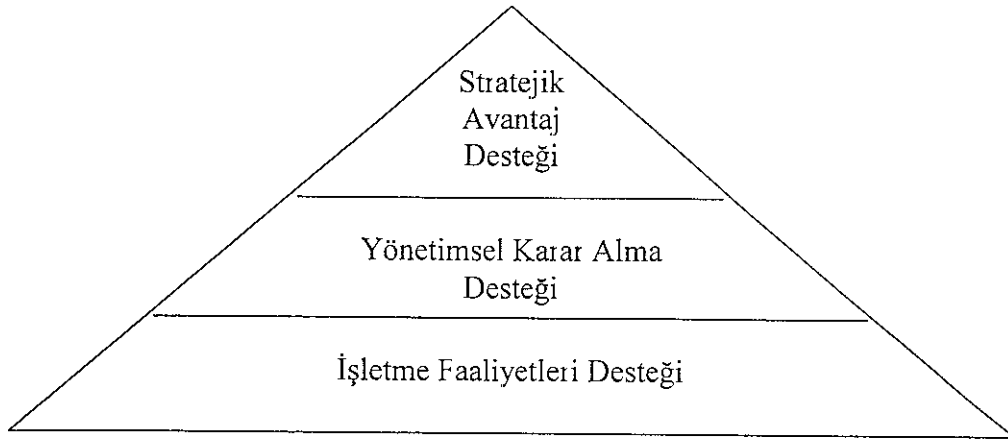 Stratejik
Avantaj
Desteği
Yönetimsel Karar Alma
Desteği
İşletme Faaliyetleri Desteği